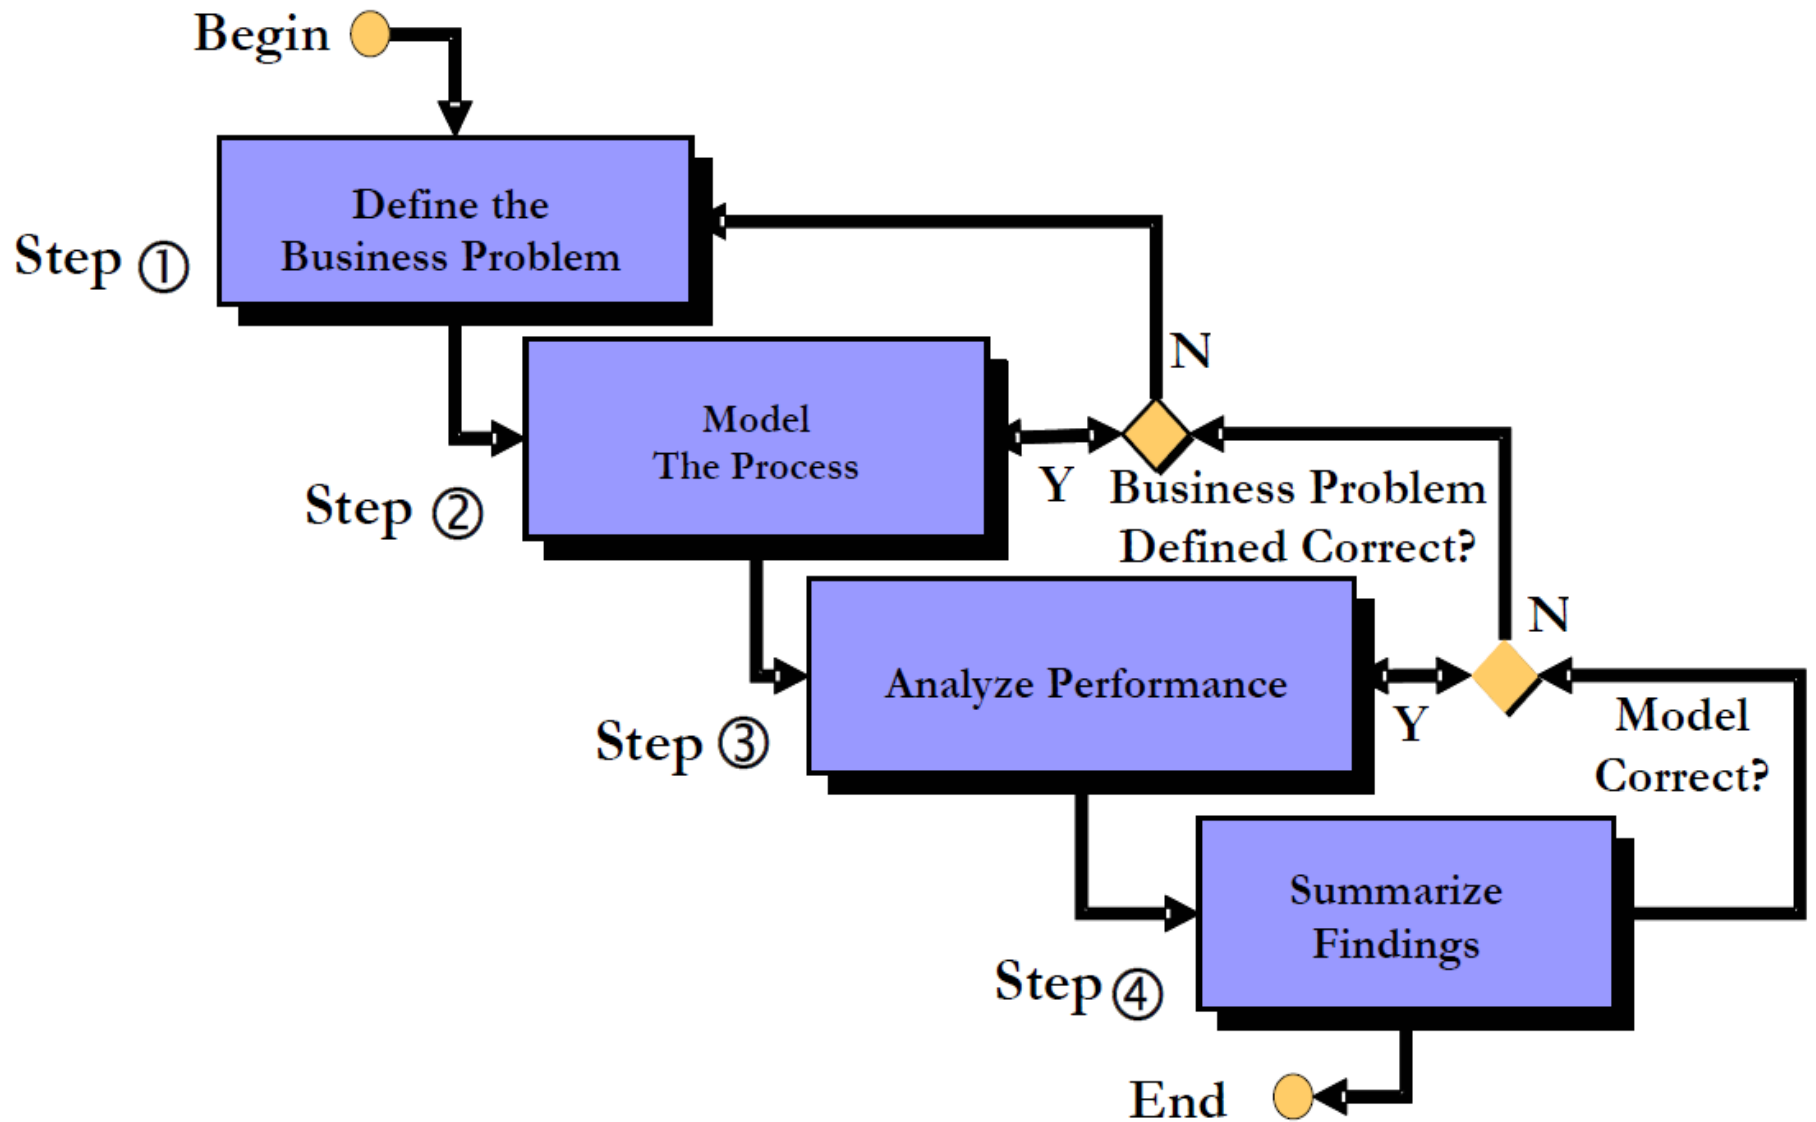 Begin
Define the
Business Problem
Step ①
N
Model
The Process
Y
Business Problem
Defined Correct?
Step ②
N
Analyze Performance
Y
Model
Correct?
Step ③
Summarize
Findings
Step ④
End